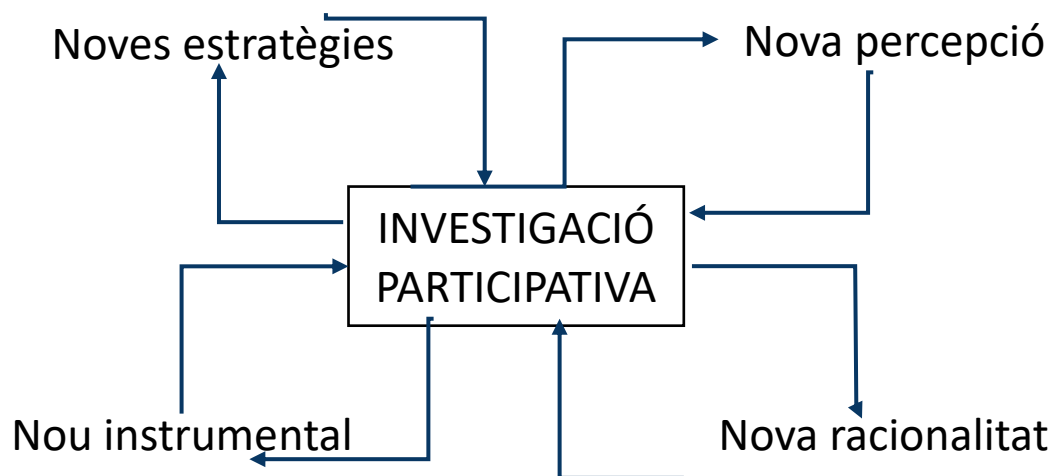 Noves estratègies
Nova percepció
INVESTIGACIÓ
PARTICIPATIVA
Nou instrumental
Nova racionalitat